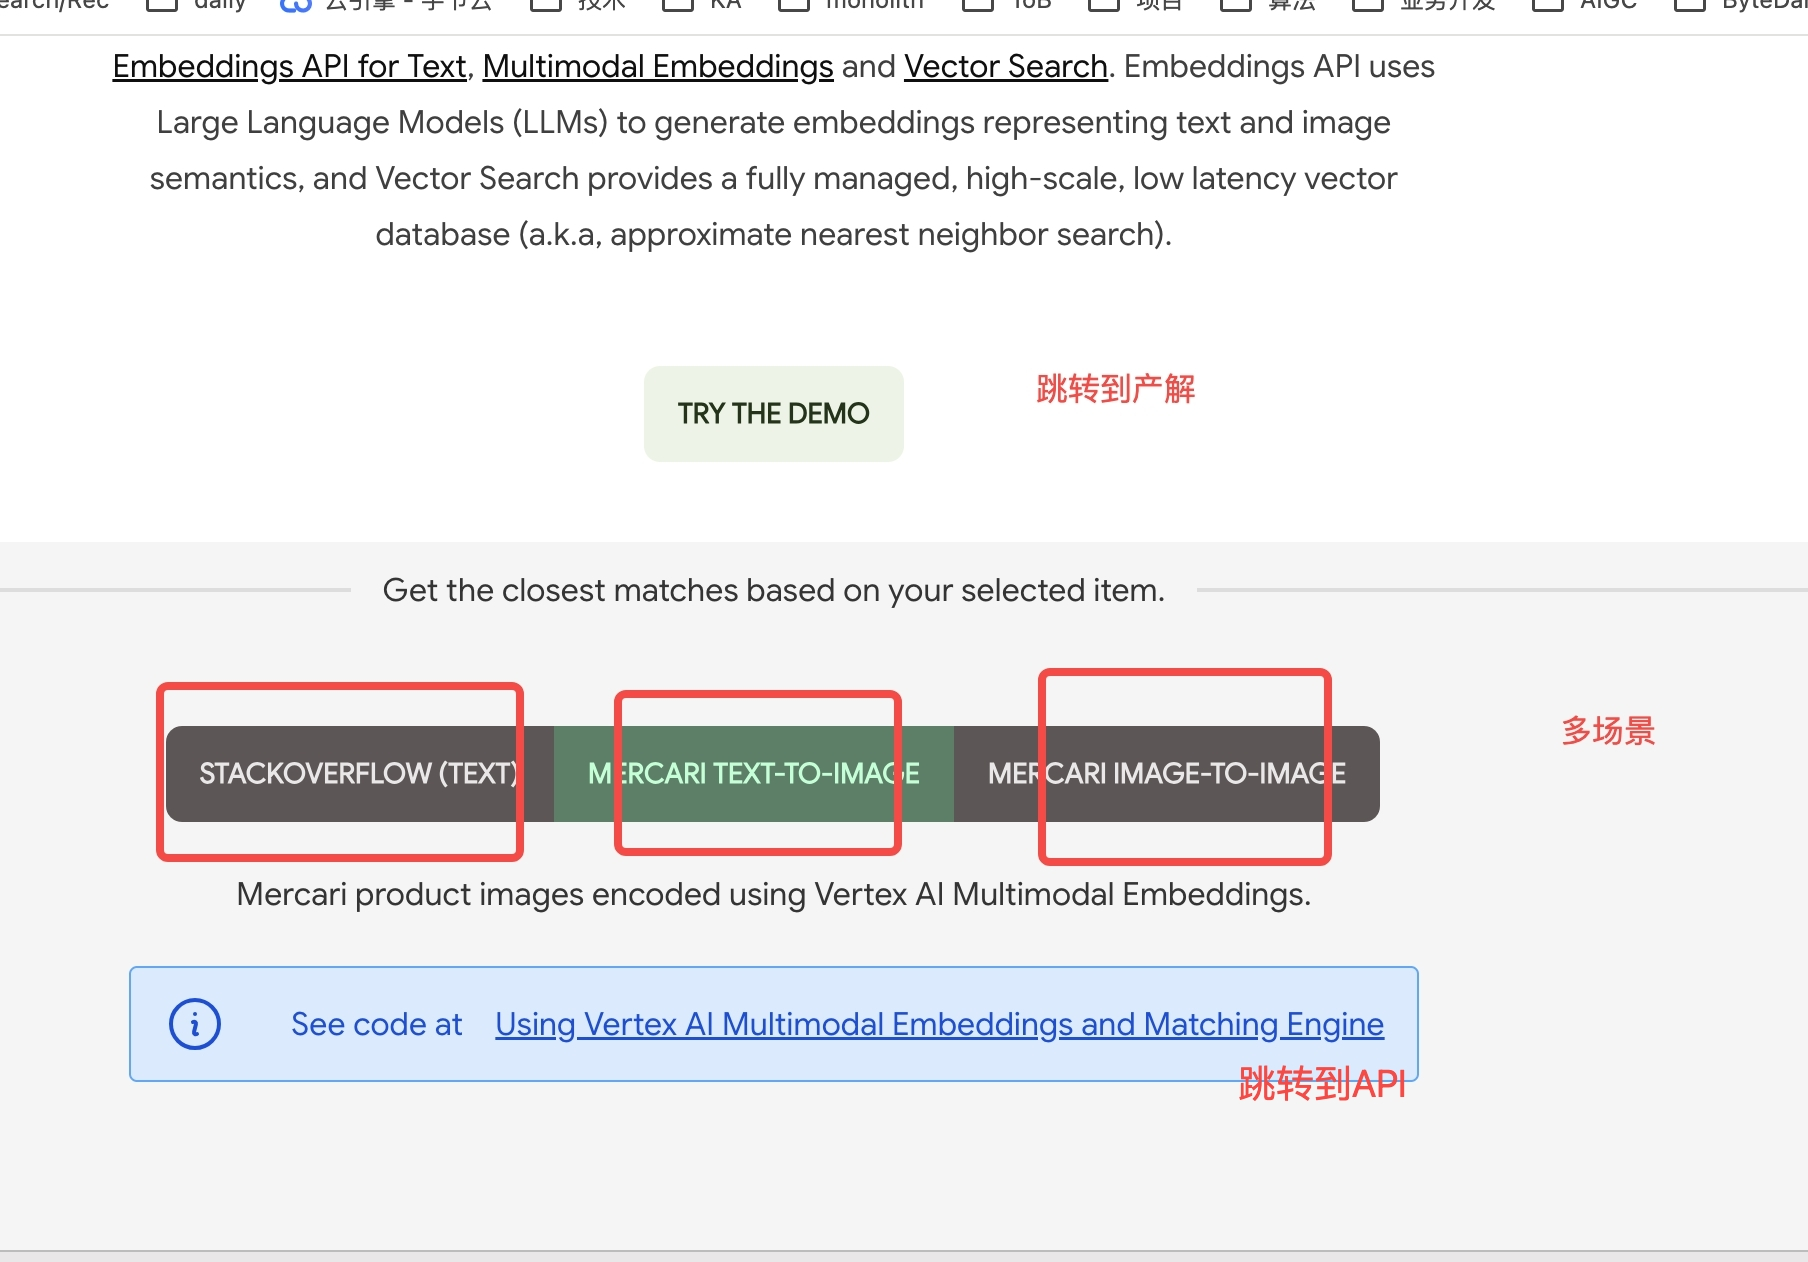 daily
云引擎 - 字节云
技术
KA
monolith
ToB
项目
算法
业务开发
AIGC
Embeddings API for Text, Multimodal Embeddings and Vector Search. Embeddings API uses
Large Language Models (LLMs) to generate embeddings representing text and image
semantics, and Vector Search provides a fully managed, high-scale, low latency vector
database (a.k.a, approximate nearest neighbor search).
跳转到产解
TRY THE DEMO
Get the closest matches based on your selected item.
多场景
STACKOVERFLOW (TEXT)
MERCARI TEXT-TO-IMAGE
MERCARI IMAGE-TO-IMAGE
Mercari product images encoded using Vertex AI Multimodal Embeddings.
See code at Using Vertex AI Multimodal Embeddings and Matching Engine
跳转到API